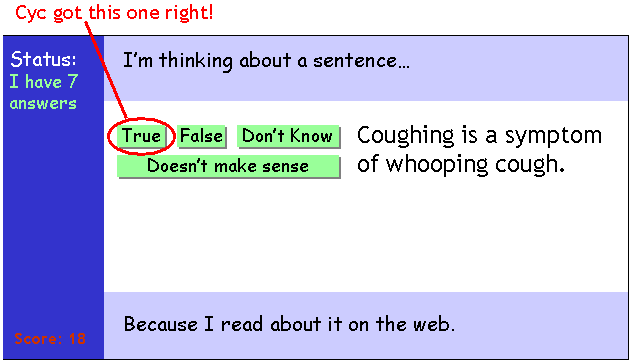 Cyc got this one right!
Status:
I have 7
answers
I'm thinking about a sentence...
True False Don't Know
Doesn't make sense
Coughing is a symptom
of whooping cough.
Because I read about it on the web.
Score: 18